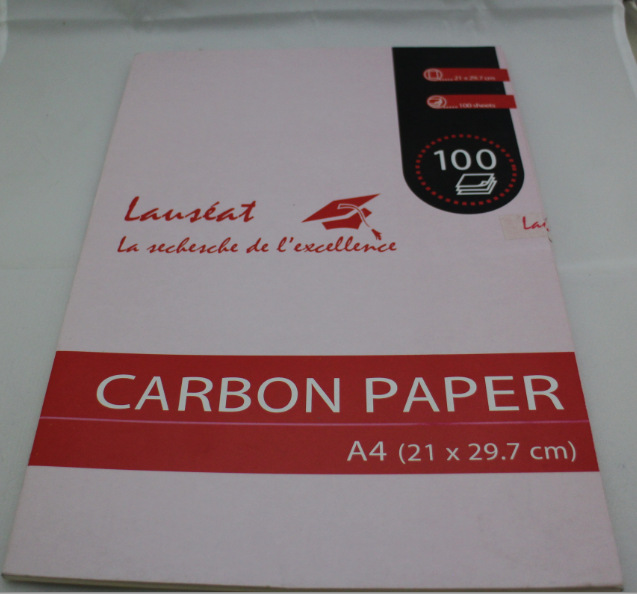 21 x 29.7 cm
100 sheets
100
Lauséat
La sechesche de l'excellence
CARBON PAPER
A4 (21 x 29.7 cm)